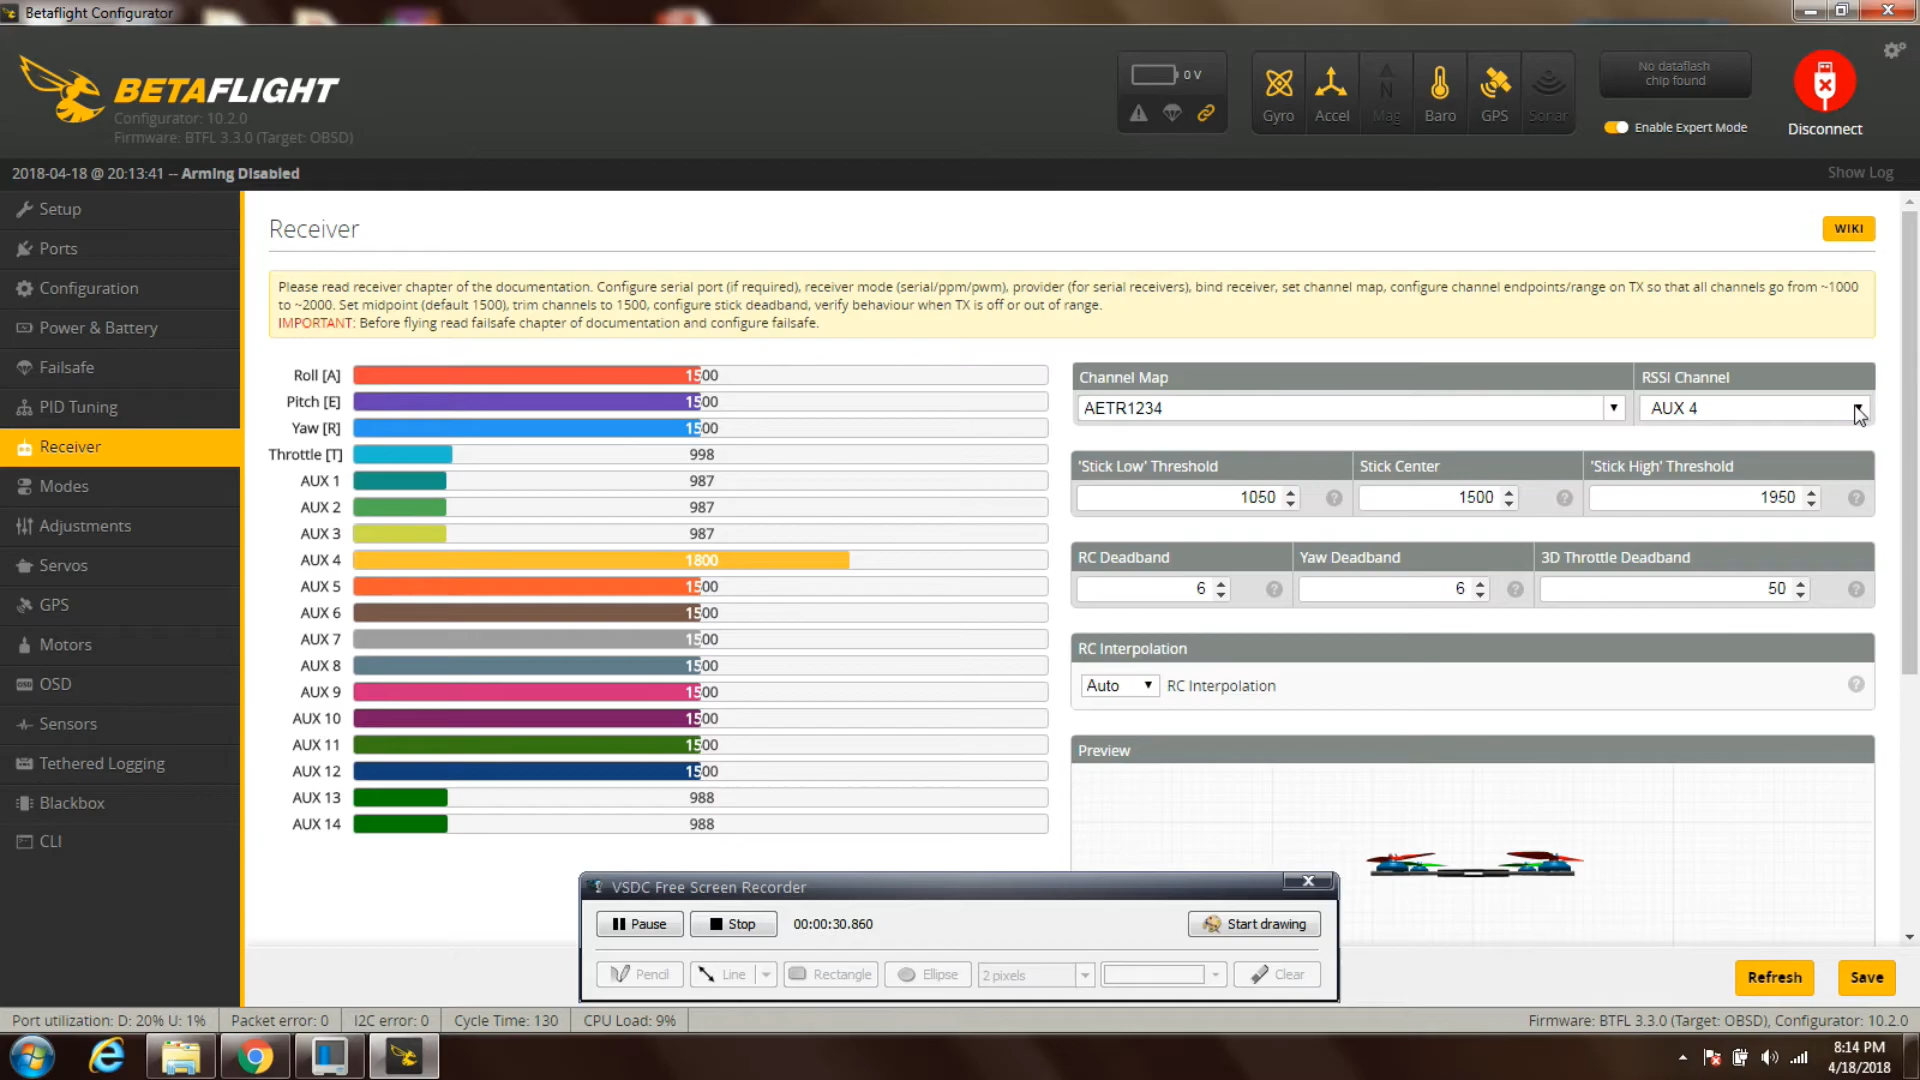 Betaflight Configurator
BETAFLIGHT
Configurator: 10.2.0
Firmware: BTFL 3.3.0 (Target: OBSD)
0 V
Gyro
Accel
Mag
Baro
GPS
Sonar
No dataflash
chip found
Enable Expert Mode
Disconnect
2018-04-18 @ 20:13:41 -- Arming Disabled
Show Log
Setup
Ports
Configuration
Power & Battery
Failsafe
PID Tuning
Receiver
Modes
Adjustments
Servos
GPS
Motors
OSD
Sensors
Tethered Logging
Blackbox
CLI
Receiver
WIKI
Please read receiver chapter of the documentation. Configure serial port (if required), receiver mode (serial/ppm/pwm), provider (for serial receivers), bind receiver, set channel map, configure channel endpoints/range on TX so that all channels go from ~1000
to ~2000. Set midpoint (default 1500), trim channels to 1500, configure stick deadband, verify behaviour when TX is off or out of range.
IMPORTANT: Before flying read failsafe chapter of documentation and configure failsafe.
Roll [A] 1500
Pitch [E] 1500
Yaw [R] 1500
Throttle [T] 998
AUX 1 987
AUX 2 987
AUX 3 987
AUX 4 1800
AUX 5 1500
AUX 6 1500
AUX 7 1500
AUX 8 1500
AUX 9 1500
AUX 10 1500
AUX 11 1500
AUX 12 1500
AUX 13 988
AUX 14 988
Channel Map RSSI Channel
AETR1234 AUX 4
'Stick Low' Threshold Stick Center 'Stick High' Threshold
1050 1500 1950
RC Deadband Yaw Deadband 3D Throttle Deadband
6 6 50
RC Interpolation
Auto RC Interpolation
Preview
VSDC Free Screen Recorder
Pause Stop 00:00:30.860 Start drawing
Pencil Line Rectangle Ellipse 2 pixels Clear
Refresh Save
Port utilization: D: 20% U: 1% Packet error: 0 I2C error: 0 Cycle Time: 130 CPU Load: 9% Firmware: BTFL 3.3.0 (Target: OBSD), Configurator: 10.2.0
8:14 PM
4/18/2018